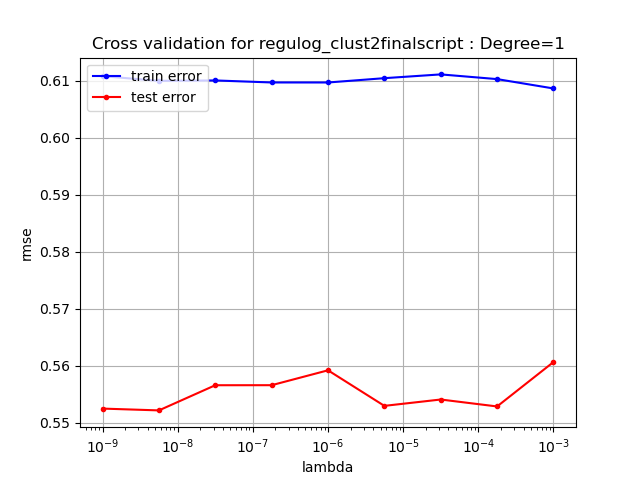 Cross validation for regulog_clust2finalscript : Degree=1
train error
test error
0.61
0.60
0.59
0.58
0.57
0.56
0.55
rmse
10⁻⁹ 10⁻⁸ 10⁻⁷ 10⁻⁶ 10⁻⁵ 10⁻⁴ 10⁻³
lambda